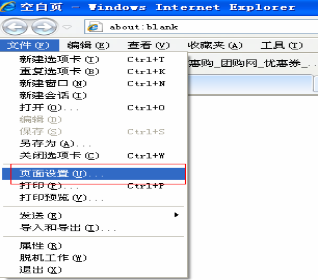 空白页 - Windows Internet Explorer
about:blank
文件(F) 编辑(E) 查看(V) 收藏夹(A) 工具(T)
新建选项卡(T) Ctrl+T
重复选项卡(K) Ctrl+K
惠购_团购网_优惠券_
新建窗口(N) Ctrl+N
新建会话(I)
打开(O)... Ctrl+O
编辑(D)
保存(S) Ctrl+S
另存为(A)...
关闭选项卡(C) Ctrl+W
页面设置(U)...
打印(P)... Ctrl+P
打印预览(V)...
发送(E)
导入和导出(I)...
属性(R)
脱机工作(W)
退出(X)